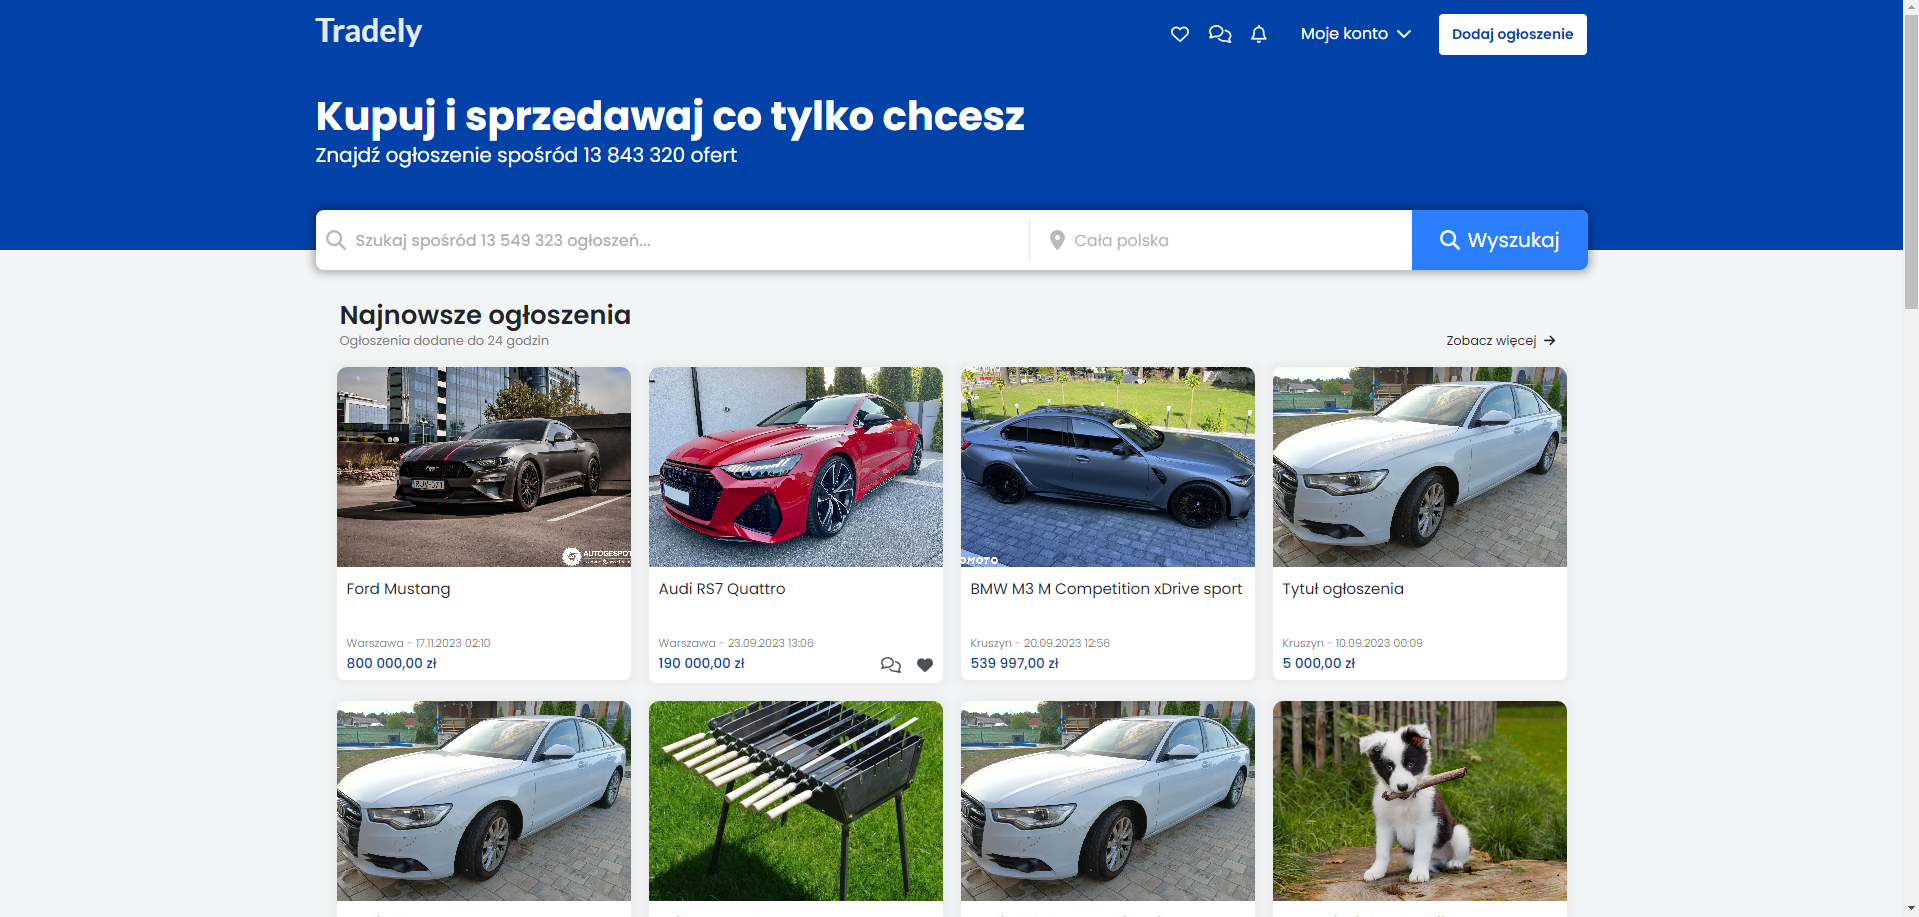 Tradely
Moje konto
Dodaj ogłoszenie
Kupuj i sprzedawaj co tylko chcesz
Znajdź ogłoszenie spośród 13 843 320 ofert
Szukaj spośród 13 549 323 ogłoszeń...
Cała polska
Wyszukaj
Najnowsze ogłoszenia
Ogłoszenia dodane do 24 godzin
Zobacz więcej
AUTOGESPOT
OMOTO
Ford Mustang
Warszawa - 17.11.2023 02:10
800 000,00 zł
Audi RS7 Quattro
Warszawa - 23.09.2023 13:06
190 000,00 zł
BMW M3 M Competition xDrive sport
Kruszyn - 20.09.2023 12:56
539 997,00 zł
Tytuł ogłoszenia
Kruszyn - 10.09.2023 00:09
5 000,00 zł